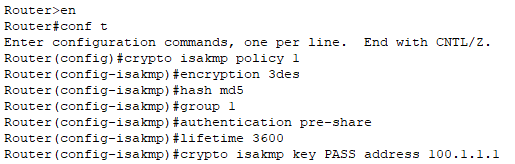 Router>en
Router#conf t
Enter configuration commands, one per line.  End with CNTL/Z.
Router(config)#crypto isakmp policy 1
Router(config-isakmp)#encryption 3des
Router(config-isakmp)#hash md5
Router(config-isakmp)#group 1
Router(config-isakmp)#authentication pre-share
Router(config-isakmp)#lifetime 3600
Router(config-isakmp)#crypto isakmp key PASS address 100.1.1.1